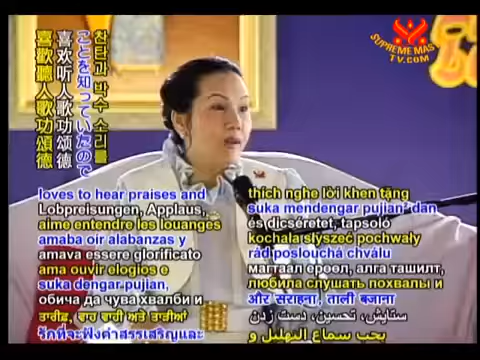 SUPREME MAS
TV.COM
찬탄과 박수 소리를
ことを知っていたので
喜欢听人歌功颂德
喜歡聽人歌功頌德
loves to hear praises and
Lobpreisungen, Applaus,
aime entendre les louanges
amaba oír alabanzas y
amava essere glorificato
ama ouvir elogios e
suka dengar pujian,
обича да чува хвалби и
ਤਾਰੀਫ਼, ਵਾਹ ਵਾਹੀ ਅਤੇ ਤਾੜੀਆਂ
รักที่จะฟังคำสรรเสริญและ
thích nghe lời khen tặng
suka mendengar pujian dan
és dicséretet, tapsoló
kochała słyszeć pochwały
rád poslouchá chválu
магтаал ерөөл, алга ташилт,
любила слушать похвалы и
और सराहना, ताली बजाना
ستایش، تحسین، دست زدن
يحب سماع التهليل و